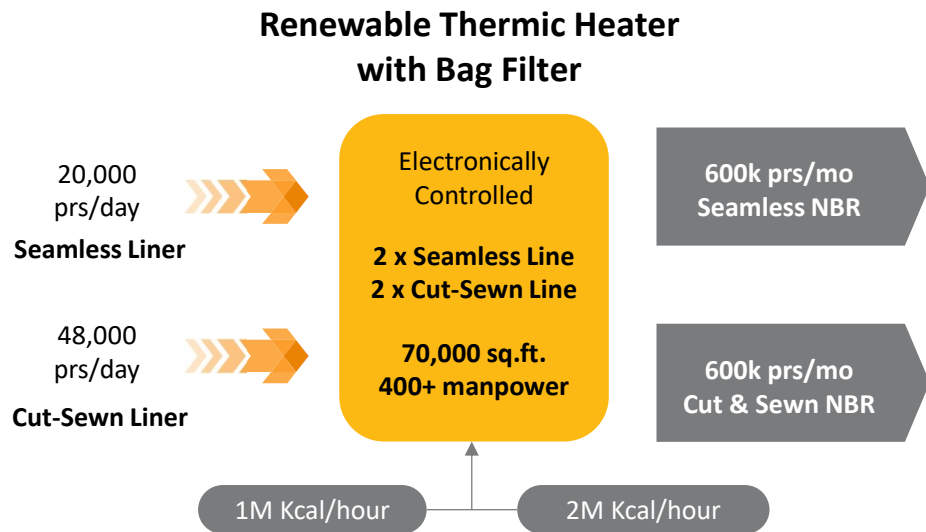 Renewable Thermic Heater
with Bag Filter
20,000
prs/day
Seamless Liner
48,000
prs/day
Cut-Sewn Liner
Electronically
Controlled
2 x Seamless Line
2 x Cut-Sewn Line
70,000 sq.ft.
400+ manpower
600k prs/mo
Seamless NBR
600k prs/mo
Cut & Sewn NBR
1M Kcal/hour
2M Kcal/hour